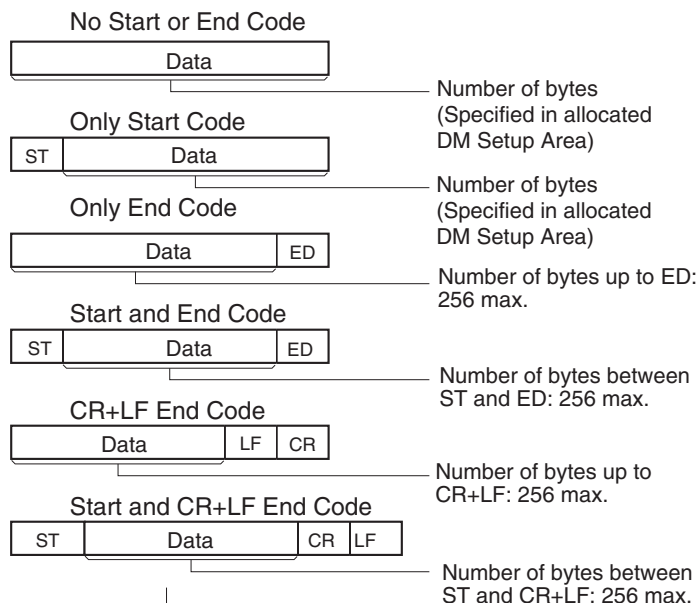 No Start or End Code
Data
Number of bytes
(Specified in allocated
DM Setup Area)
Only Start Code
ST Data
Number of bytes
(Specified in allocated
DM Setup Area)
Only End Code
Data ED
Number of bytes up to ED:
256 max.
Start and End Code
ST Data ED
Number of bytes between
ST and ED: 256 max.
CR+LF End Code
Data LF CR
Number of bytes up to
CR+LF: 256 max.
Start and CR+LF End Code
ST Data CR LF
Number of bytes between
ST and CR+LF: 256 max.